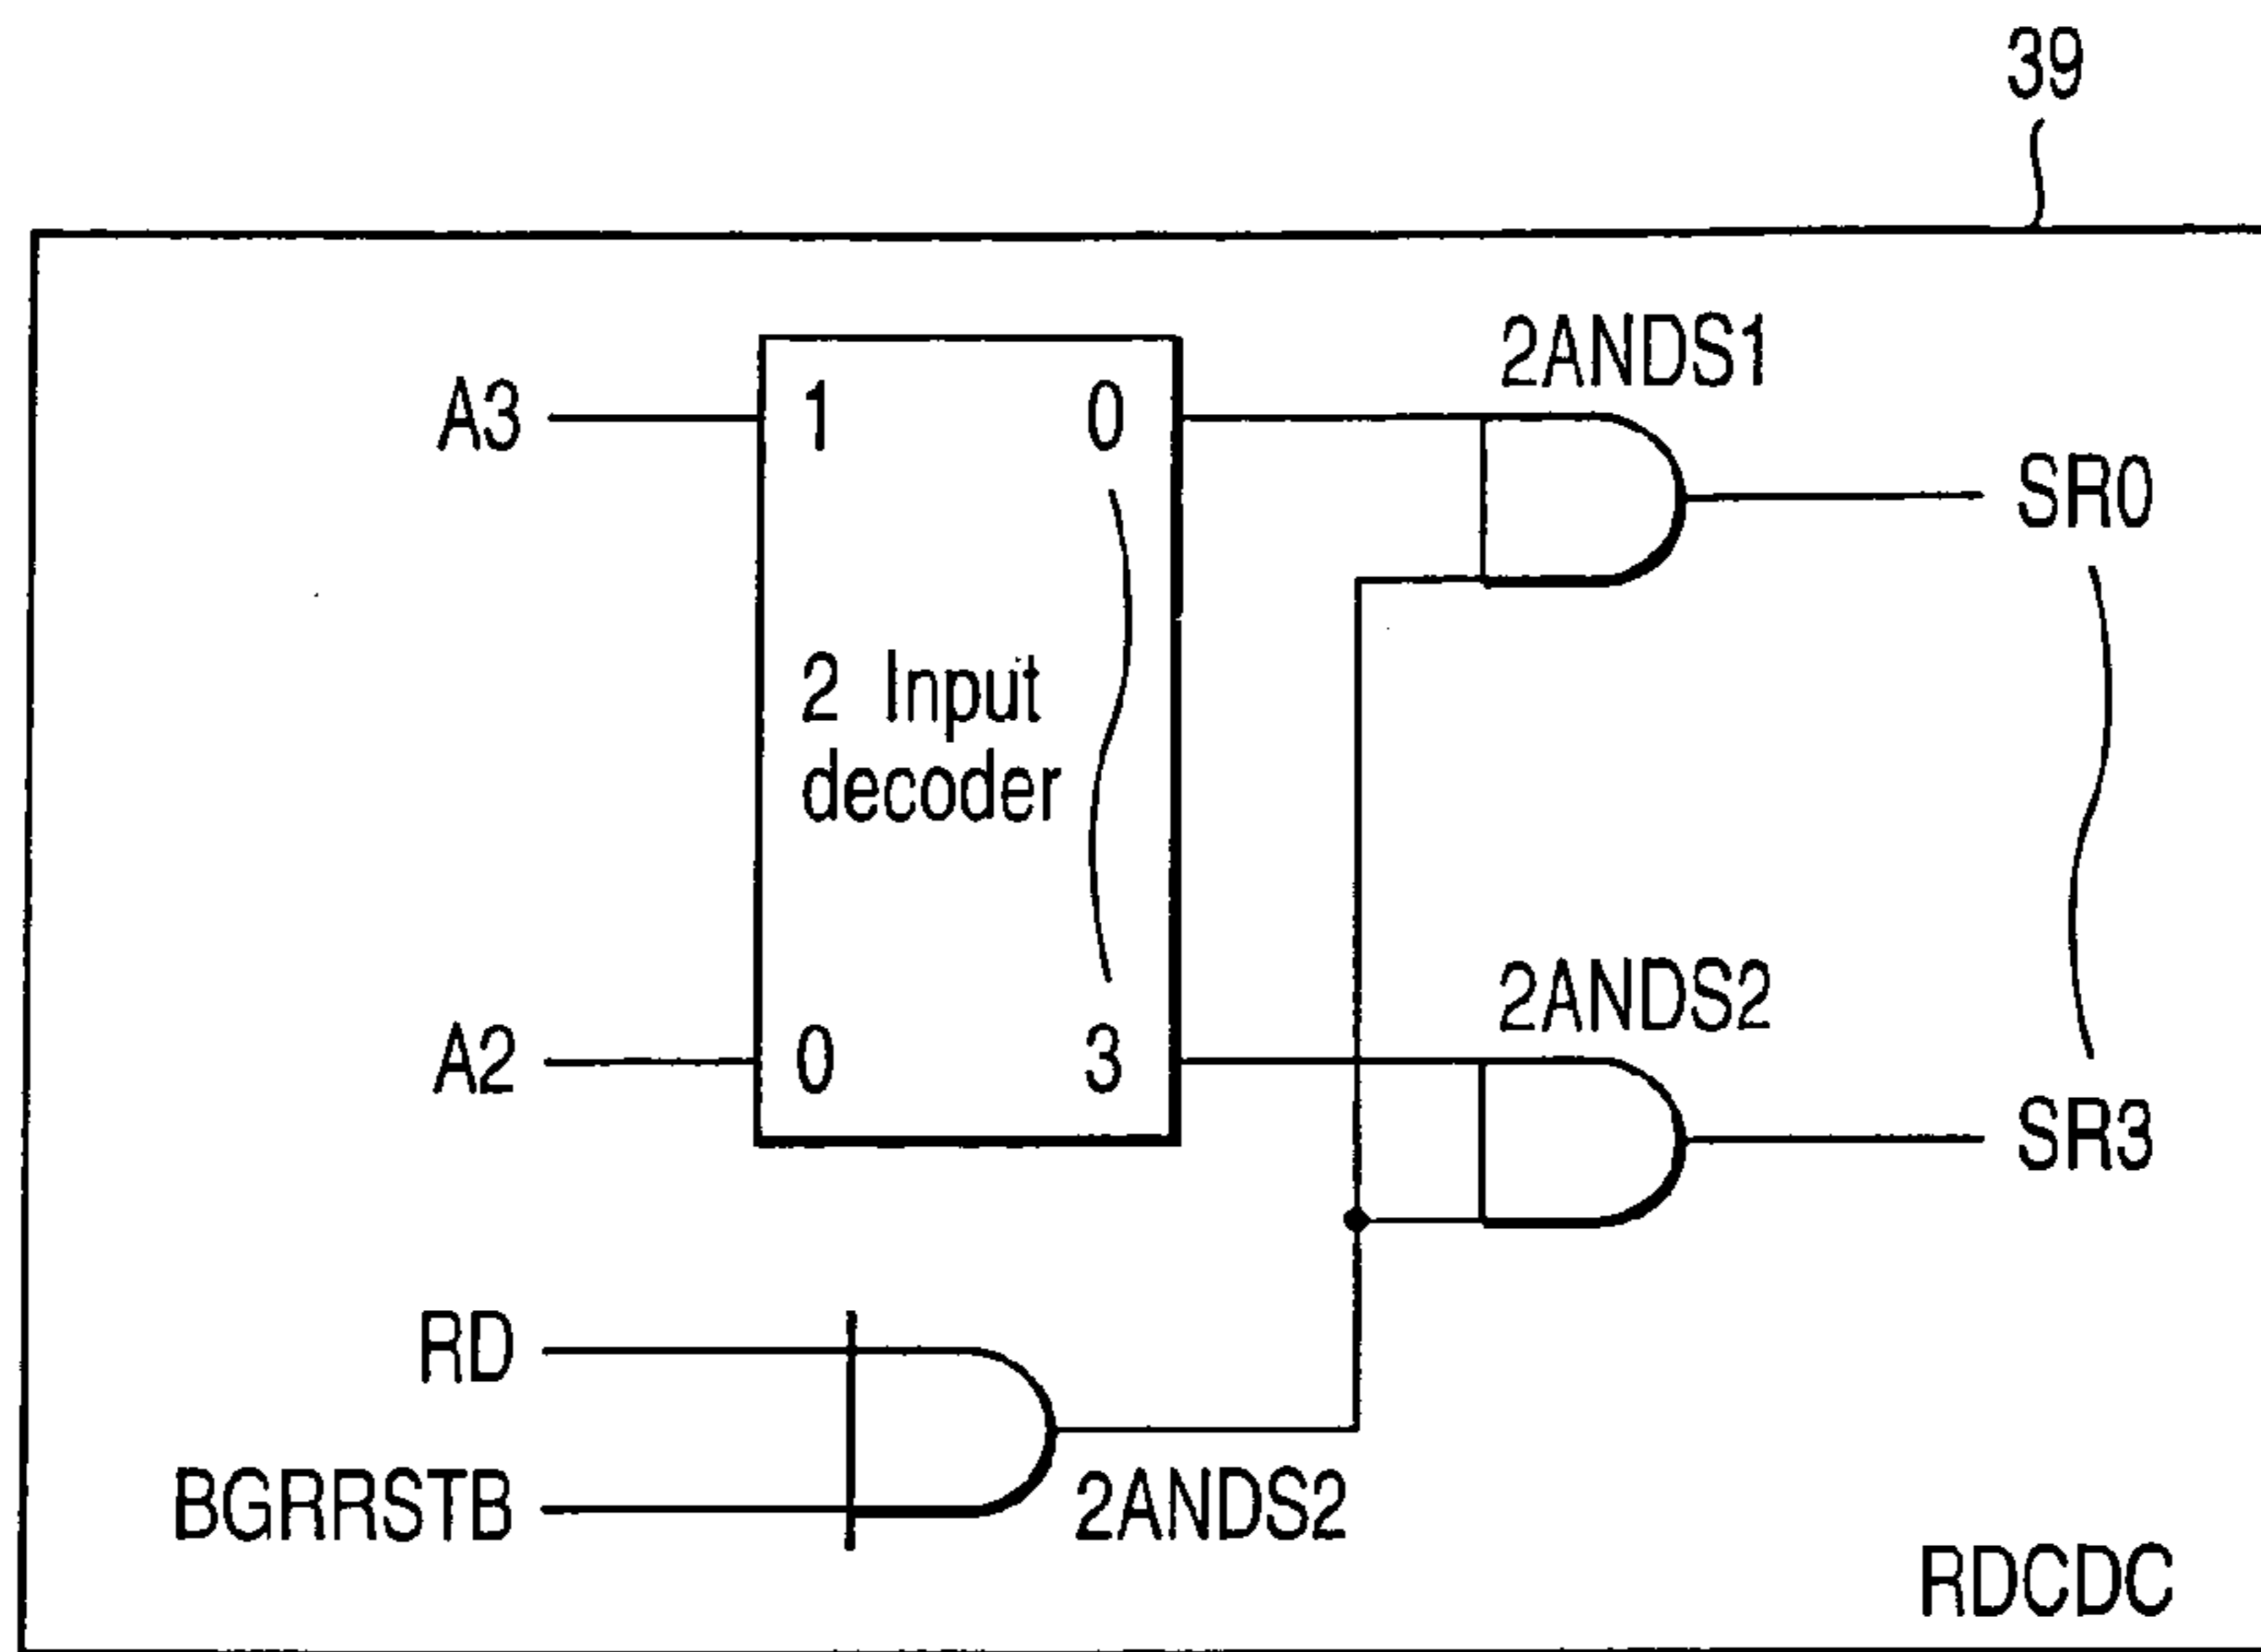 39
2ANDS1
A3 1 0
SR0
2 Input
decoder
2ANDS2
A2 0 3
SR3
RD
BGRRSTB
2ANDS2
RDCDC